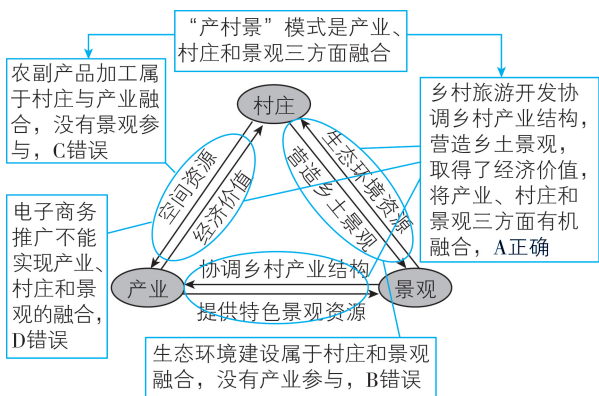 “产村景”模式是产业、
村庄和景观三方面融合
农副产品加工属
于村庄与产业融
合，没有景观参
与，C错误
村庄
乡村旅游开发协
调乡村产业结构，
营造乡土景观，
取得了经济价值，
将产业、村庄和
景观三方面有机
融合，A正确
空间资源
经济价值
生态环境资源
营造乡土景观
电子商务
推广不能
实现产业、
村庄和景
观的融合，
D错误
产业
协调乡村产业结构
提供特色景观资源
景观
生态环境建设属于村庄和景观
融合，没有产业参与，B错误